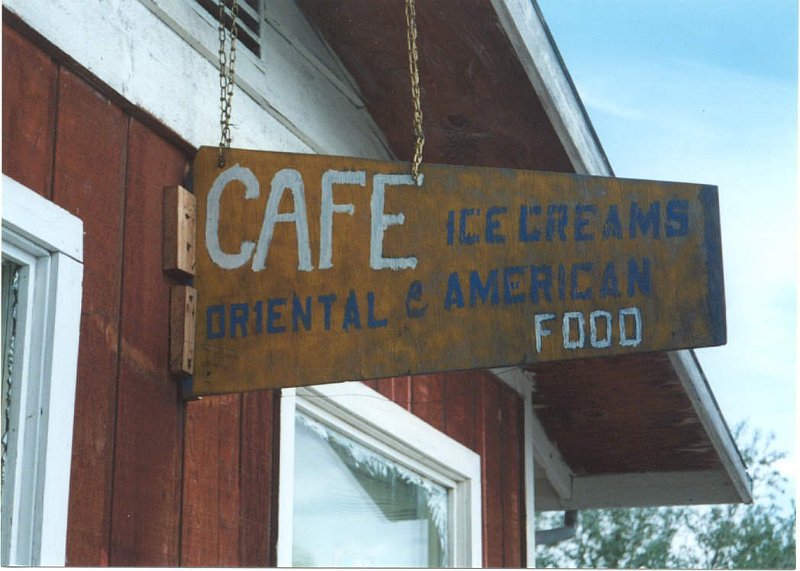 CAFE ICE CREAMS
ORIENTAL & AMERICAN
FOOD